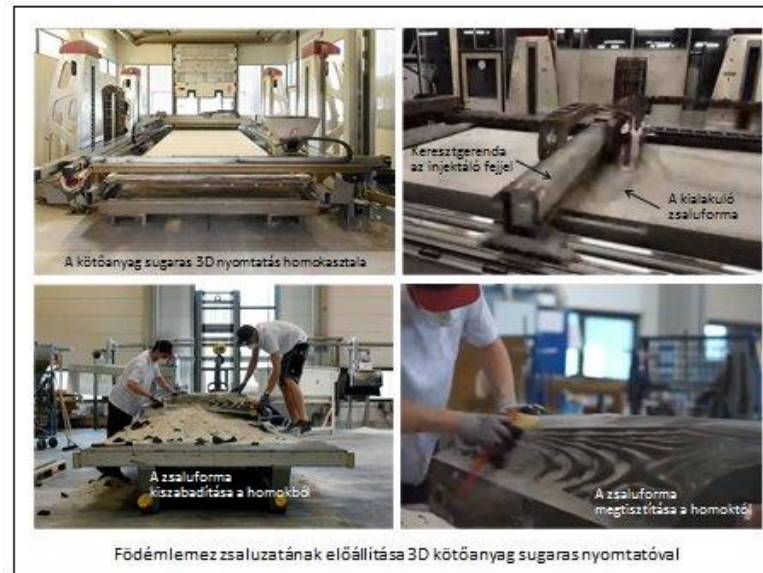 A kötőanyag sugaras 3D nyomtatás homokasztala
Keresztgerenda
az injektáló fejjel
A kialakuló
zsaluforma
A zsaluforma
kiszabadítása a homokból
A zsaluforma
megtisztítása a homoktól
Födémlemez zsaluzatának előállítása 3D kötőanyag sugaras nyomtatóval